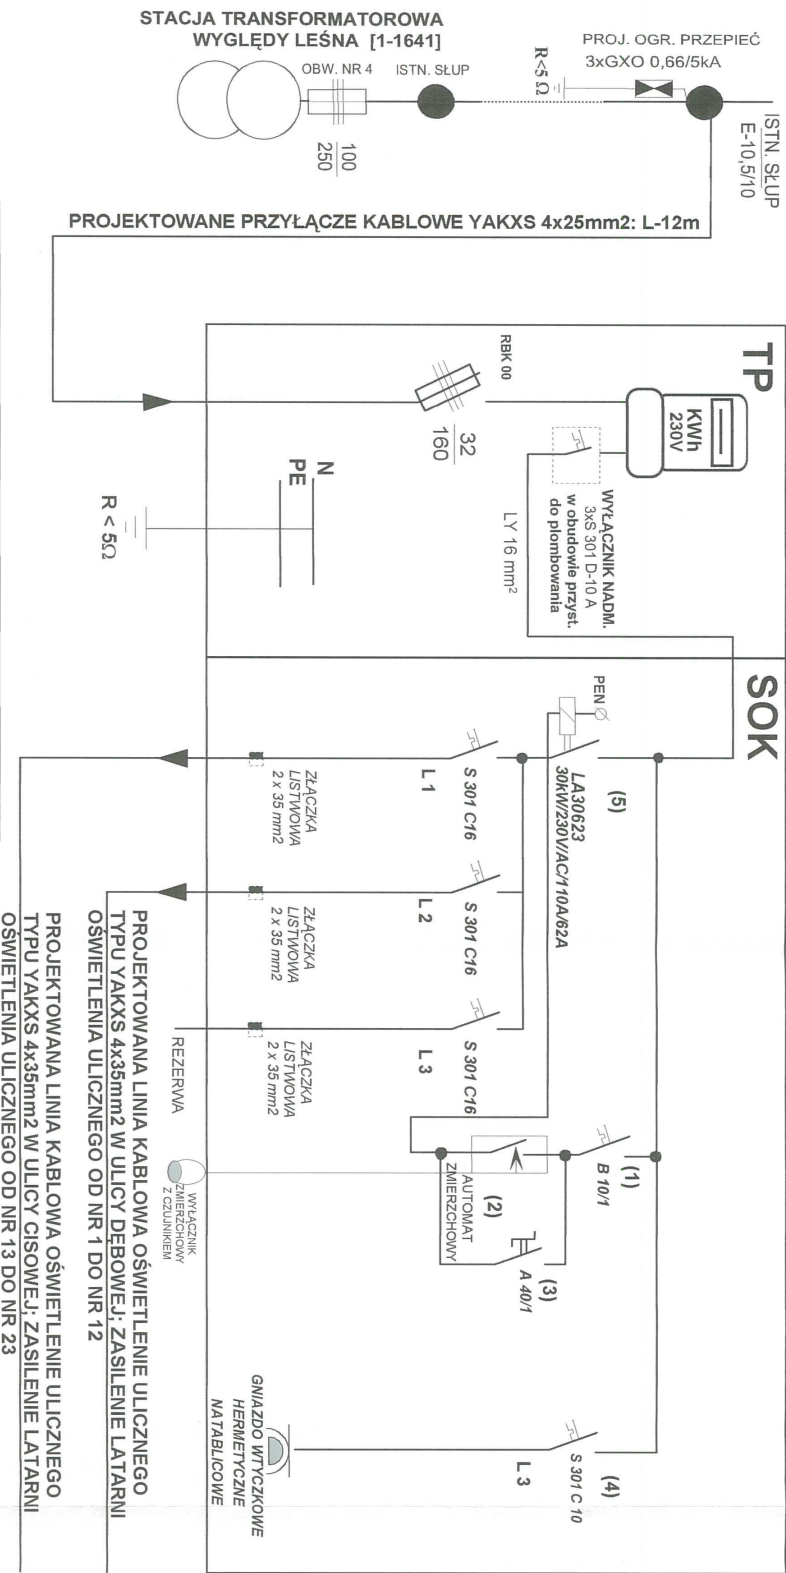 STACJA TRANSFORMATOROWA
WYGLĘDY LEŚNA [1-1641]
OBW. NR 4
ISTN. SŁUP
100
250
PROJ. OGR. PRZEPIEĆ
3xGXO 0,66/5kA
R<5 Ω
ISTN. SŁUP
E-10,5/10
PROJEKTOWANE PRZYŁĄCZE KABLOWE YAKXS 4x25mm2: L-12m
TP
RBK 00
32
160
KWh
230V
WYŁĄCZNIK NADM.
3xS 301 D-10 A
w obudowie przyst.
do plombowania
LY 16 mm²
N
PE
R < 5Ω
SOK
PEN
(5)
LA30623
30kW/230V/AC/110A/62A
S 301 C16
L 1
ZŁĄCZKA
LISTWOWA
2 x 35 mm2
S 301 C16
L 2
ZŁĄCZKA
LISTWOWA
2 x 35 mm2
S 301 C16
L 3
ZŁĄCZKA
LISTWOWA
2 x 35 mm2
REZERWA
(1)
B 10/1
(2)
AUTOMAT
ZMIERZCHOWY
(3)
A 40/1
WYŁĄCZNIK
ZMIERZCHOWY
Z CZUJNIKIEM
(4)
S 301 C 10
L 3
GNIAZDO WTYCZKOWE
HERMETYCZNE
NATABLICOWE
PROJEKTOWANA LINIA KABLOWA OŚWIETLENIE ULICZNEGO
TYPU YAKXS 4x35mm2 W ULICY DĘBOWEJ; ZASILENIE LATARNI
OŚWIETLENIA ULICZNEGO OD NR 1 DO NR 12
PROJEKTOWANA LINIA KABLOWA OŚWIETLENIE ULICZNEGO
TYPU YAKXS 4x35mm2 W ULICY CISOWEJ; ZASILENIE LATARNI
OŚWIETLENIA ULICZNEGO OD NR 13 DO NR 23